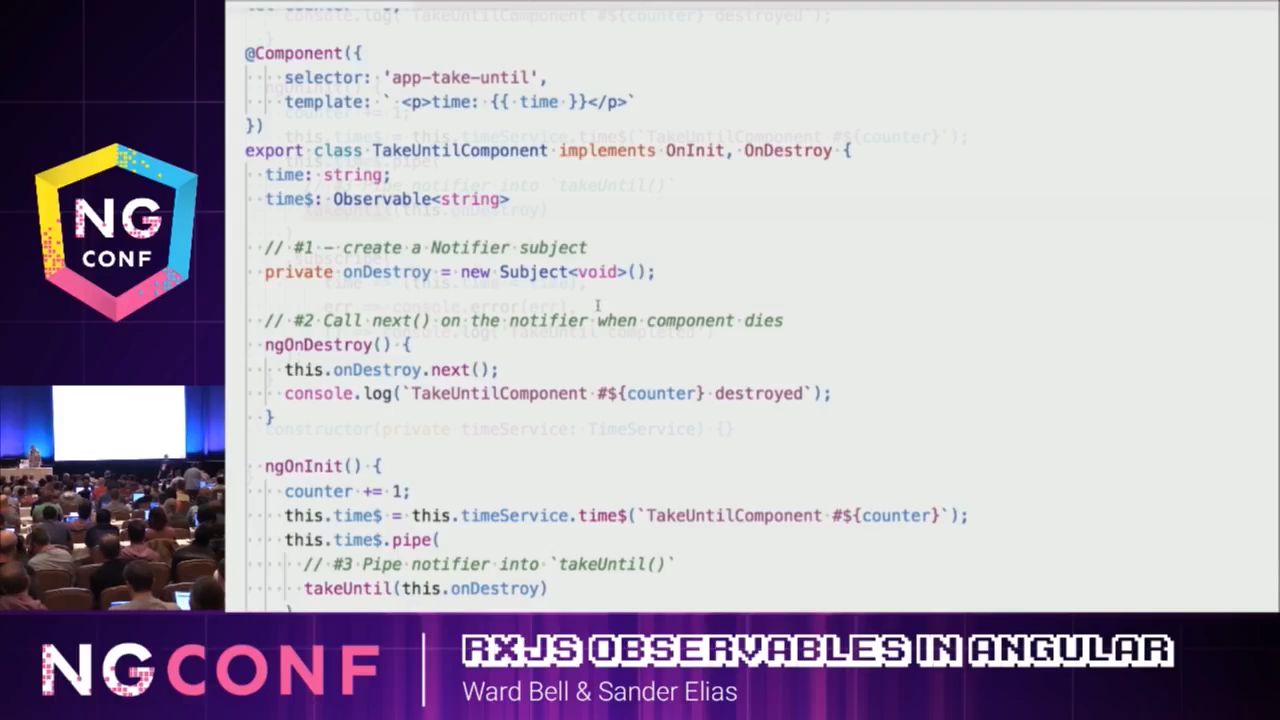 @Component({
selector: 'app-take-until',
template: ` <p>time: {{ time }}</p>`
})
export class TakeUntilComponent implements OnInit, OnDestroy {
time: string;
time$: Observable<string>
// #1 – create a Notifier subject
private onDestroy = new Subject<void>();
// #2 Call next() on the notifier when component dies
ngOnDestroy() {
this.onDestroy.next();
console.log(`TakeUntilComponent #${counter} destroyed`);
}
constructor(private timeService: TimeService) {}
ngOnInit() {
counter += 1;
this.time$ = this.timeService.time$(`TakeUntilComponent #${counter}`);
this.time$.pipe(
// #3 Pipe notifier into `takeUntil()`
takeUntil(this.onDestroy)
NG
CONF
NGCONF
RXJS OBSERVABLES IN ANGULAR
Ward Bell & Sander Elias